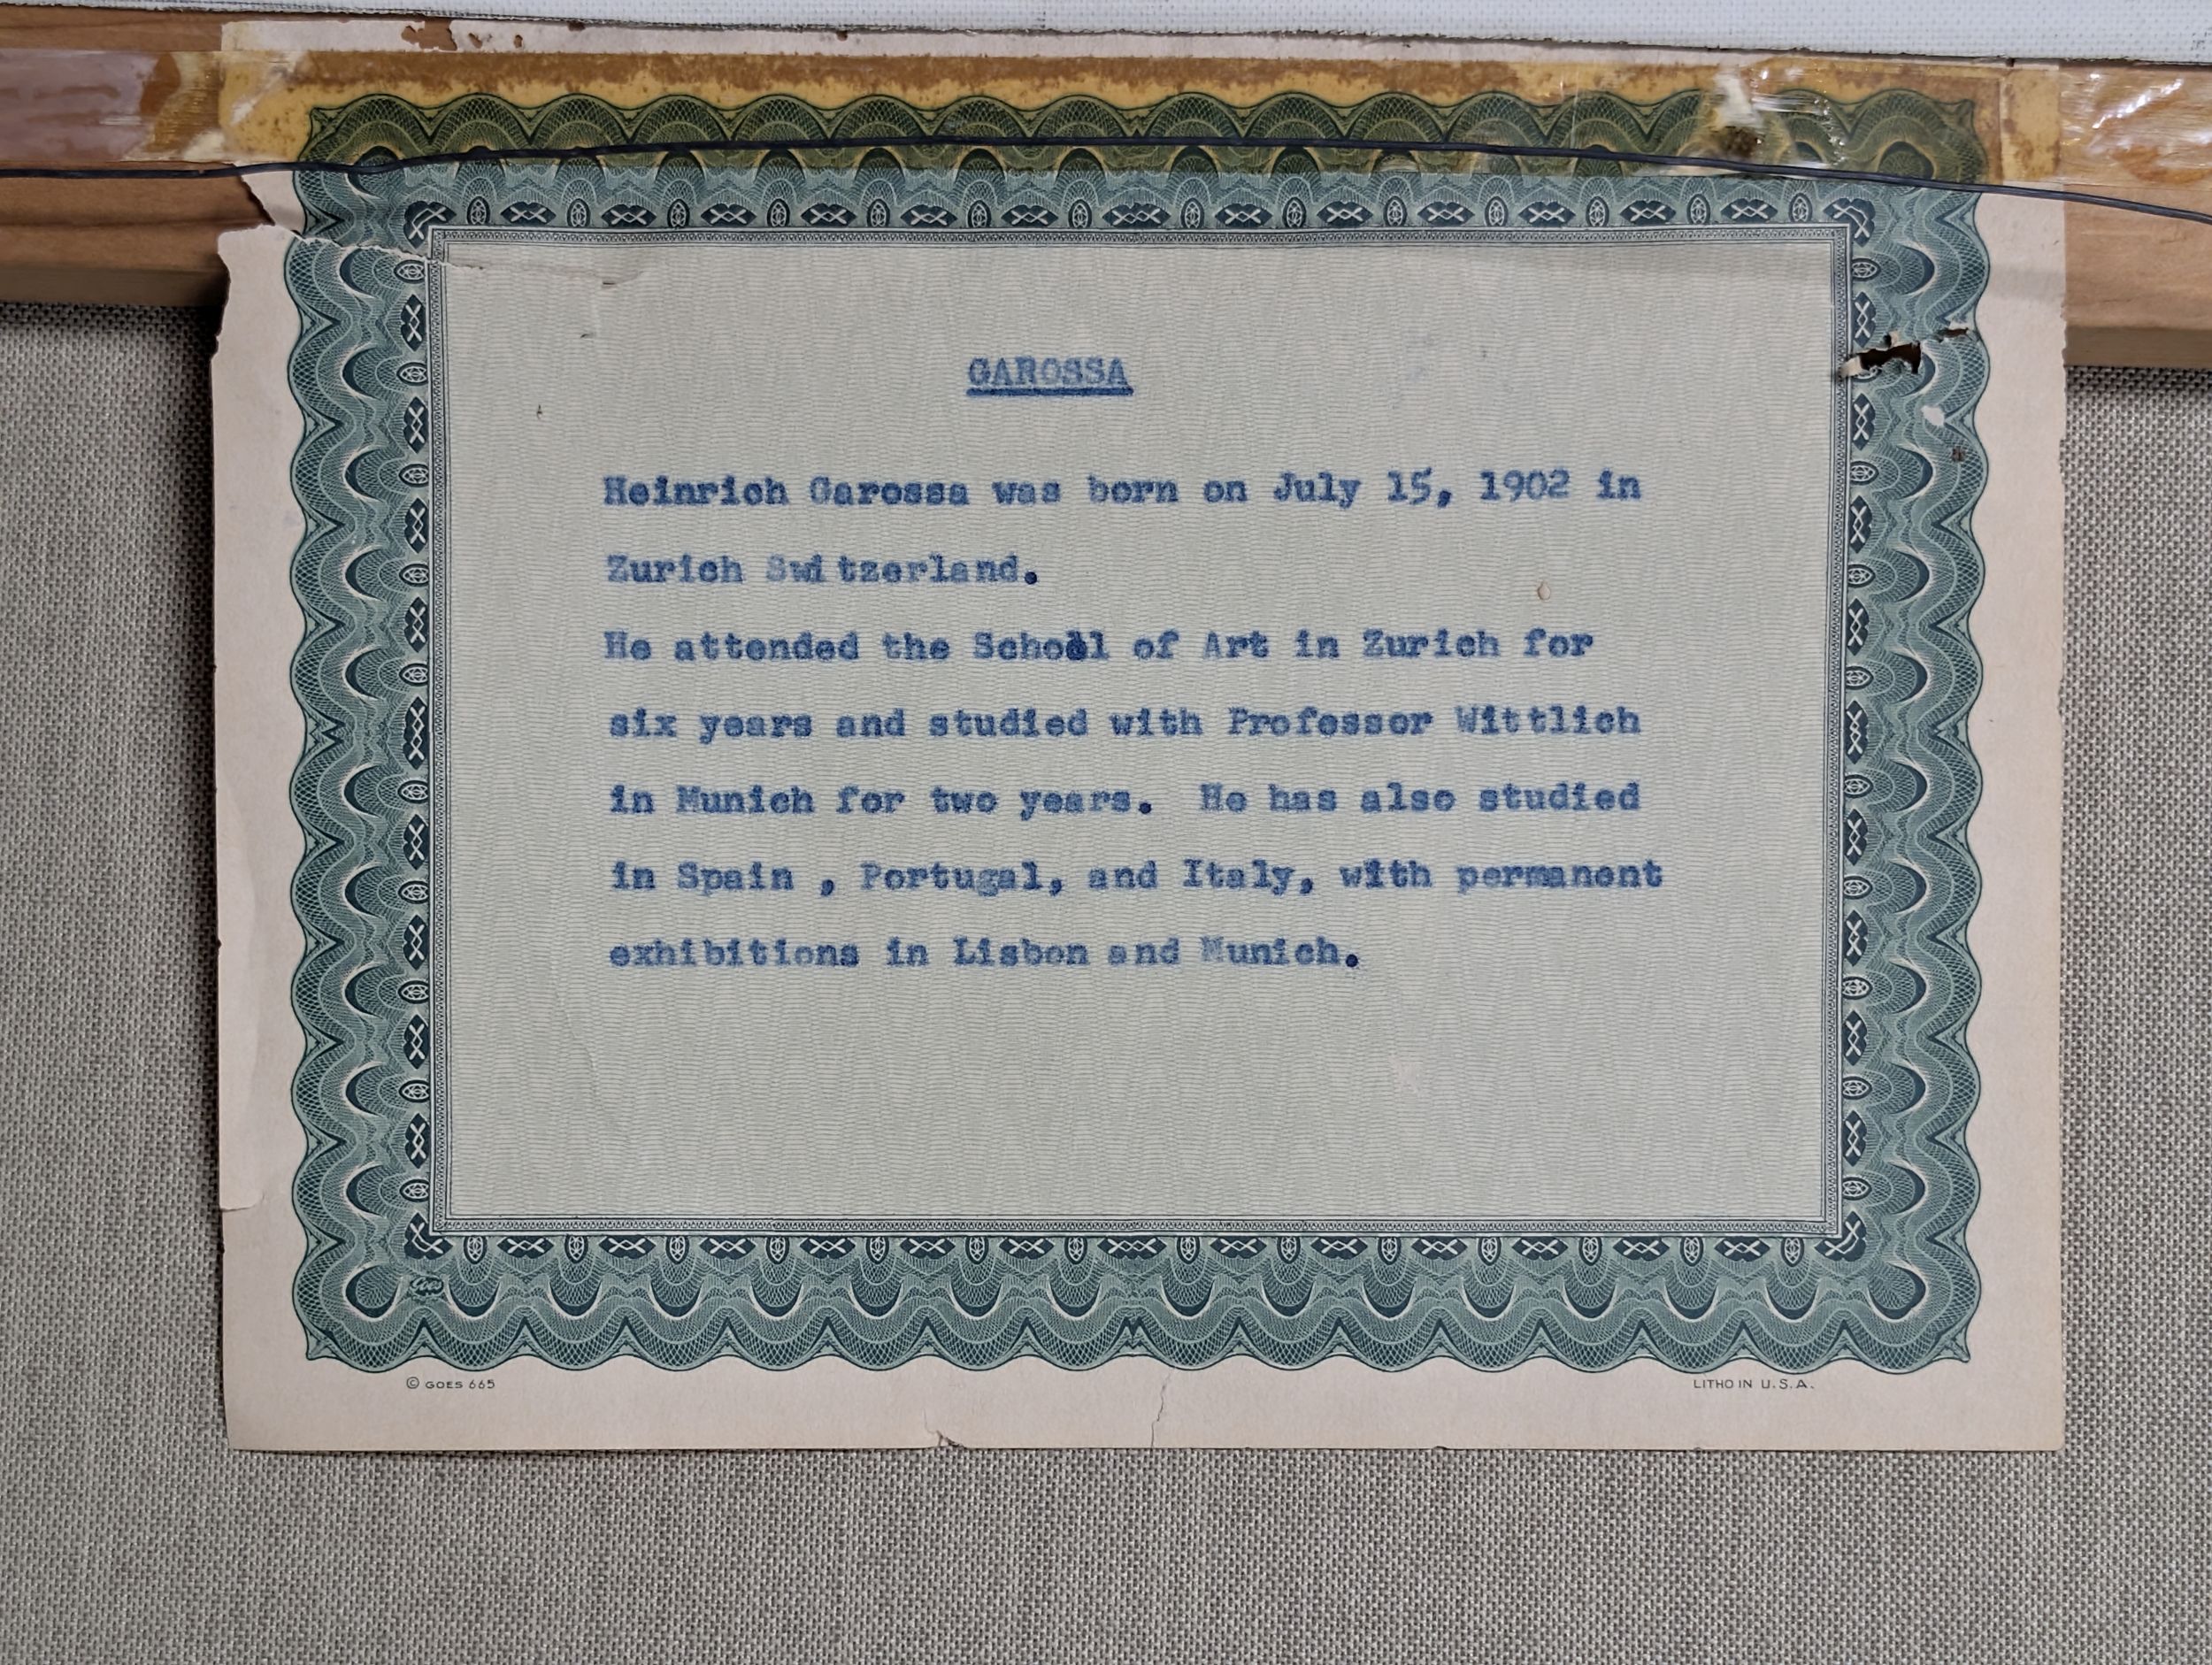 GAROSSA
Heinrich Garossa was born on July 15, 1902 in
Zurich Switzerland.
He attended the School of Art in Zurich for
six years and studied with Professor Wittlich
in Munich for two years. He has also studied
in Spain , Portugal, and Italy, with permanent
exhibitions in Lisbon and Munich.
© GOES 665
LITHO IN U.S.A.